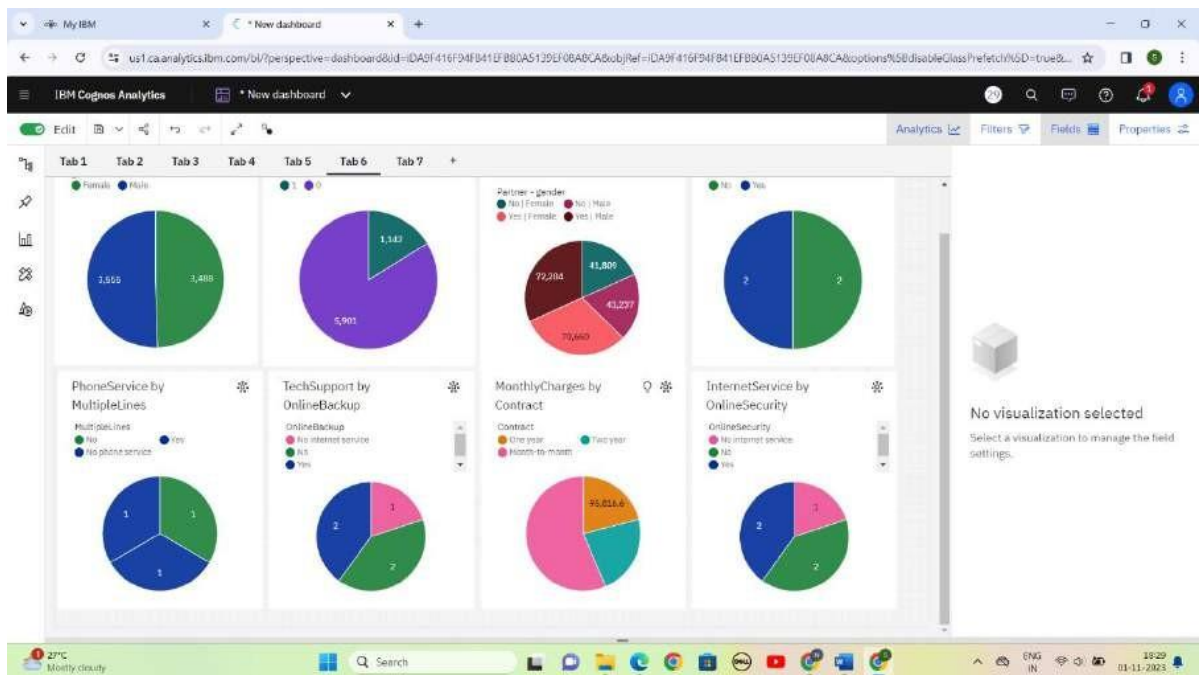 My IBM
* New dashboard
IBM Cognos Analytics
* New dashboard
29
Edit
Analytics
Filters
Fields
Properties
Tab 1 Tab 2 Tab 3 Tab 4 Tab 5 Tab 6 Tab 7 +
Female Male
1 0
Partner - gender
No | Female No | Male
Yes | Female Yes | Male
No Yes
3,555
3,488
1,142
5,901
72,284
41,809
43,237
70,660
2
2
PhoneService by
MultipleLines
MultipleLines
No Yes
No phone service
1
1
1
TechSupport by
OnlineBackup
OnlineBackup
No internet service
No
Yes
2
1
2
MonthlyCharges by
Contract
Contract
One year Two year
Month-to-month
95,816.6
InternetService by
OnlineSecurity
OnlineSecurity
No internet service
No
Yes
2
1
2
No visualization selected
Select a visualization to manage the field
settings.
27°C
Mostly cloudy
Search
ENG
IN
18:29
01-11-2023